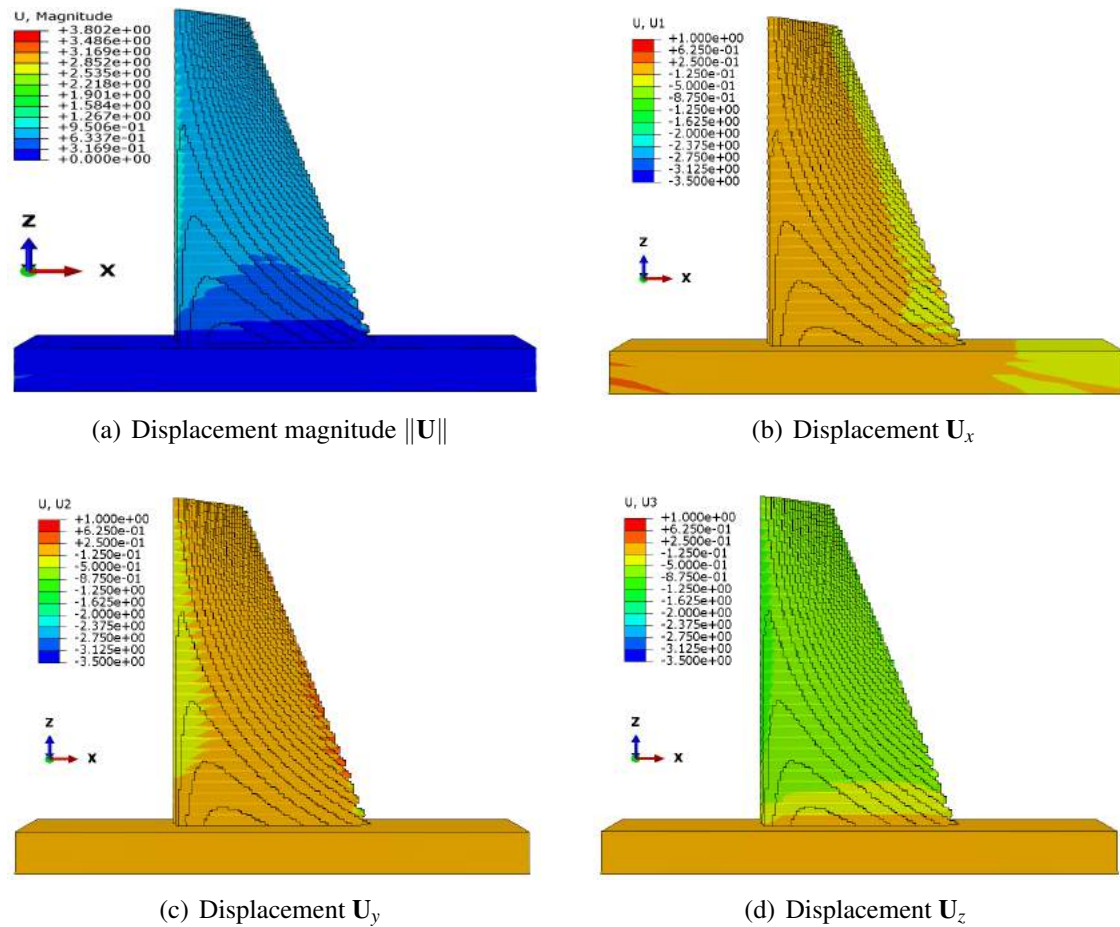 U, Magnitude
+3.802e+00
+3.486e+00
+3.169e+00
+2.852e+00
+2.535e+00
+2.218e+00
+1.901e+00
+1.584e+00
+1.267e+00
+9.506e-01
+6.337e-01
+3.169e-01
+0.000e+00
Z
X
(a) Displacement magnitude ||U||
U, U1
+1.000e+00
+6.250e-01
+2.500e-01
-1.250e-01
-5.000e-01
-8.750e-01
-1.250e+00
-1.625e+00
-2.000e+00
-2.375e+00
-2.750e+00
-3.125e+00
-3.500e+00
Z
X
(b) Displacement Ux
U, U2
+1.000e+00
+6.250e-01
+2.500e-01
-1.250e-01
-5.000e-01
-8.750e-01
-1.250e+00
-1.625e+00
-2.000e+00
-2.375e+00
-2.750e+00
-3.125e+00
-3.500e+00
Z
X
(c) Displacement Uy
U, U3
+1.000e+00
+6.250e-01
+2.500e-01
-1.250e-01
-5.000e-01
-8.750e-01
-1.250e+00
-1.625e+00
-2.000e+00
-2.375e+00
-2.750e+00
-3.125e+00
-3.500e+00
Z
X
(d) Displacement Uz